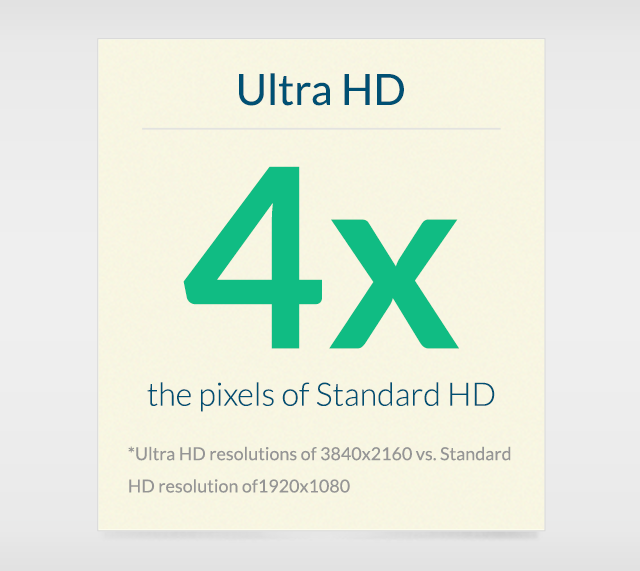 Ultra HD
4x
the pixels of Standard HD
*Ultra HD resolutions of 3840x2160 vs. Standard
HD resolution of1920x1080